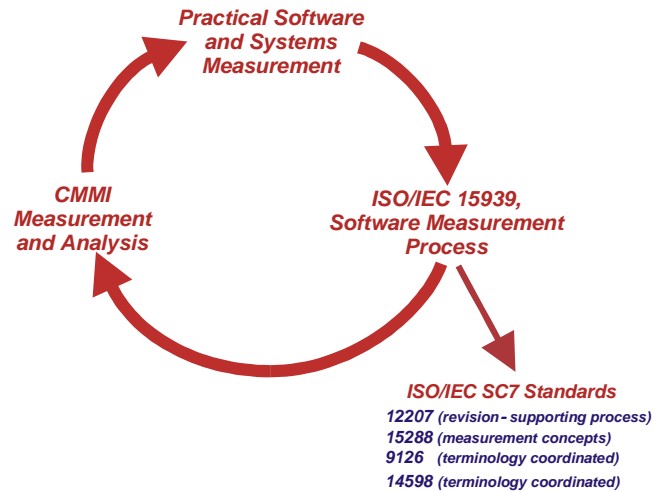 Practical Software
and Systems
Measurement
CMMI
Measurement
and Analysis
ISO/IEC 15939,
Software Measurement
Process
ISO/IEC SC7 Standards
12207 (revision - supporting process)
15288 (measurement concepts)
9126 (terminology coordinated)
14598 (terminology coordinated)